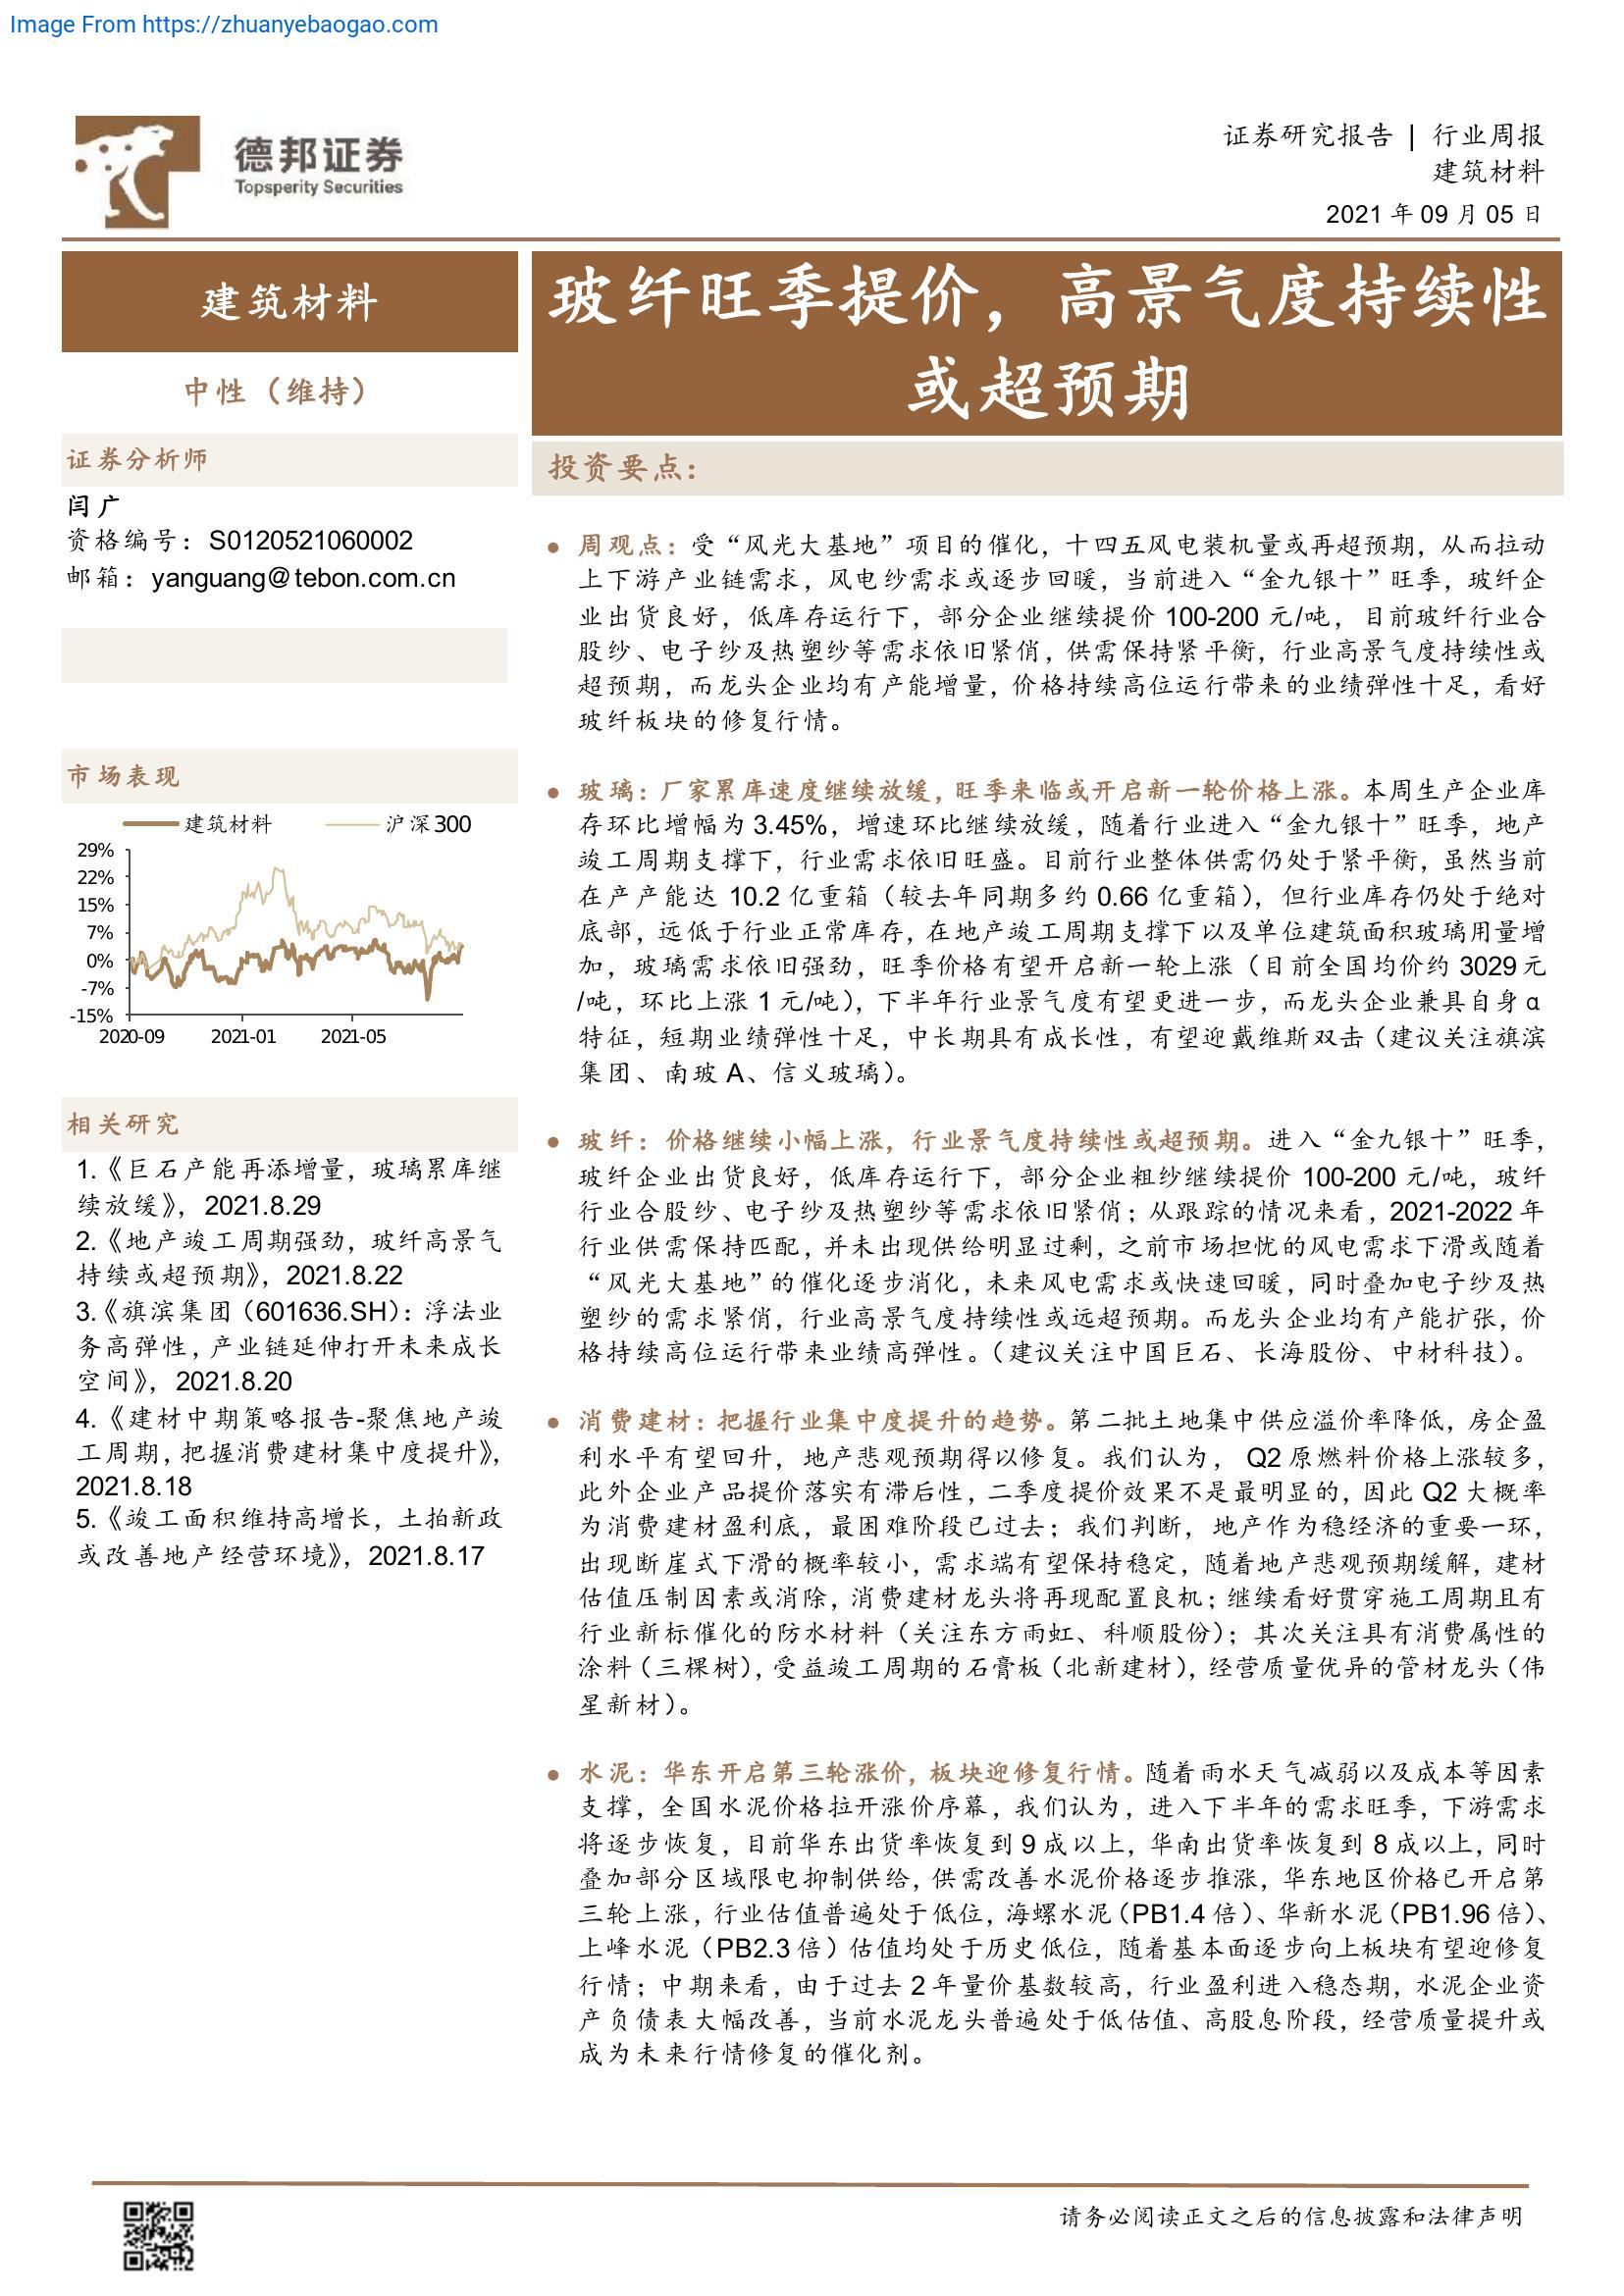 Image From https://zhuanyebaogao.com
德邦证券
Topsperity Securities
证券研究报告 | 行业周报
建筑材料
2021 年 09 月 05 日
建筑材料
中性（维持）
证券分析师
闫广
资格编号：S0120521060002
邮箱：yanguang@tebon.com.cn
市场表现
建筑材料 沪深300
29%
22%
15%
7%
0%
-7%
-15%
2020-09 2021-01 2021-05
相关研究
1.《巨石产能再添增量，玻璃累库继
续放缓》，2021.8.29
2.《地产竣工周期强劲，玻纤高景气
持续或超预期》，2021.8.22
3.《旗滨集团（601636.SH）：浮法业
务高弹性，产业链延伸打开未来成长
空间》，2021.8.20
4.《建材中期策略报告-聚焦地产竣
工周期，把握消费建材集中度提升》，
2021.8.18
5.《竣工面积维持高增长，土拍新政
或改善地产经营环境》，2021.8.17
玻纤旺季提价，高景气度持续性
或超预期
投资要点：
● 周观点：受“风光大基地”项目的催化，十四五风电装机量或再超预期，从而拉动
上下游产业链需求，风电纱需求或逐步回暖，当前进入“金九银十”旺季，玻纤企
业出货良好，低库存运行下，部分企业继续提价 100-200 元/吨，目前玻纤行业合
股纱、电子纱及热塑纱等需求依旧紧俏，供需保持紧平衡，行业高景气度持续性或
超预期，而龙头企业均有产能增量，价格持续高位运行带来的业绩弹性十足，看好
玻纤板块的修复行情。
● 玻璃：厂家累库速度继续放缓，旺季来临或开启新一轮价格上涨。本周生产企业库
存环比增幅为 3.45%，增速环比继续放缓，随着行业进入“金九银十”旺季，地产
竣工周期支撑下，行业需求依旧旺盛。目前行业整体供需仍处于紧平衡，虽然当前
在产产能达 10.2 亿重箱（较去年同期多约 0.66 亿重箱），但行业库存仍处于绝对
底部，远低于行业正常库存，在地产竣工周期支撑下以及单位建筑面积玻璃用量增
加，玻璃需求依旧强劲，旺季价格有望开启新一轮上涨（目前全国均价约 3029 元
/吨，环比上涨 1 元/吨），下半年行业景气度有望更进一步，而龙头企业兼具自身 α
特征，短期业绩弹性十足，中长期具有成长性，有望迎戴维斯双击（建议关注旗滨
集团、南玻 A、信义玻璃）。
● 玻纤：价格继续小幅上涨，行业景气度持续性或超预期。进入“金九银十”旺季，
玻纤企业出货良好，低库存运行下，部分企业粗纱继续提价 100-200 元/吨，玻纤
行业合股纱、电子纱及热塑纱等需求依旧紧俏；从跟踪的情况来看，2021-2022 年
行业供需保持匹配，并未出现供给明显过剩，之前市场担忧的风电需求下滑或随着
“风光大基地”的催化逐步消化，未来风电需求或快速回暖，同时叠加电子纱及热
塑纱的需求紧俏，行业高景气度持续性或远超预期。而龙头企业均有产能扩张，价
格持续高位运行带来业绩高弹性。（建议关注中国巨石、长海股份、中材科技）。
● 消费建材：把握行业集中度提升的趋势。第二批土地集中供应溢价率降低，房企盈
利水平有望回升，地产悲观预期得以修复。我们认为， Q2 原燃料价格上涨较多，
此外企业产品提价落实有滞后性，二季度提价效果不是最明显的，因此 Q2 大概率
为消费建材盈利底，最困难阶段已过去；我们判断，地产作为稳经济的重要一环，
出现断崖式下滑的概率较小，需求端有望保持稳定，随着地产悲观预期缓解，建材
估值压制因素或消除，消费建材龙头将再现配置良机；继续看好贯穿施工周期且有
行业新标催化的防水材料（关注东方雨虹、科顺股份）；其次关注具有消费属性的
涂料（三棵树），受益竣工周期的石膏板（北新建材），经营质量优异的管材龙头（伟
星新材）。
● 水泥：华东开启第三轮涨价，板块迎修复行情。随着雨水天气减弱以及成本等因素
支撑，全国水泥价格拉开涨价序幕，我们认为，进入下半年的需求旺季，下游需求
将逐步恢复，目前华东出货率恢复到 9 成以上，华南出货率恢复到 8 成以上，同时
叠加部分区域限电抑制供给，供需改善水泥价格逐步推涨，华东地区价格已开启第
三轮上涨，行业估值普遍处于低位，海螺水泥（PB1.4 倍）、华新水泥（PB1.96 倍）、
上峰水泥（PB2.3 倍）估值均处于历史低位，随着基本面逐步向上板块有望迎修复
行情；中期来看，由于过去 2 年量价基数较高，行业盈利进入稳态期，水泥企业资
产负债表大幅改善，当前水泥龙头普遍处于低估值、高股息阶段，经营质量提升或
成为未来行情修复的催化剂。
请务必阅读正文之后的信息披露和法律声明